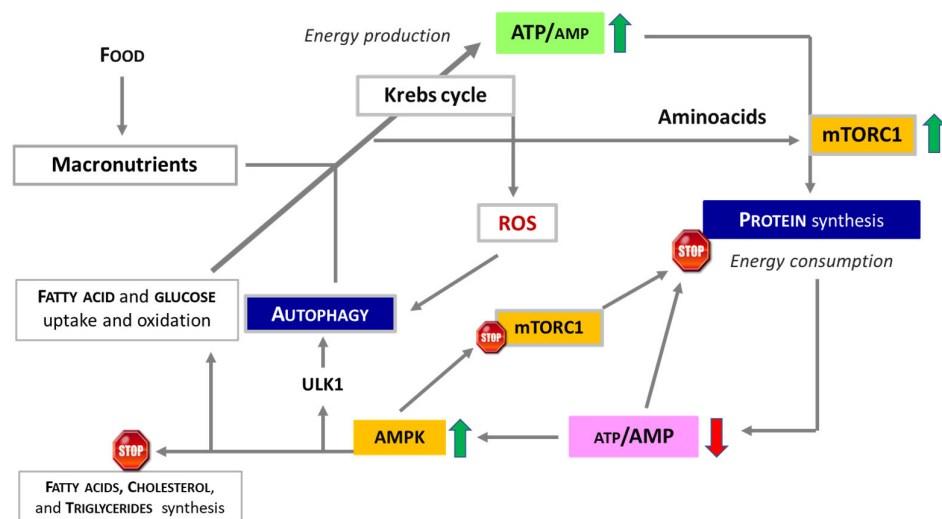 Energy production
ATP/AMP
FOOD
Krebs cycle
Aminoacids
mTORC1
Macronutrients
ROS
PROTEIN synthesis
STOP
Energy consumption
FATTY ACID and GLUCOSE
uptake and oxidation
AUTOPHAGY
STOP
mTORC1
ULK1
AMPK
ATP/AMP
STOP
FATTY ACIDS, CHOLESTEROL,
and TRIGLYCERIDES synthesis